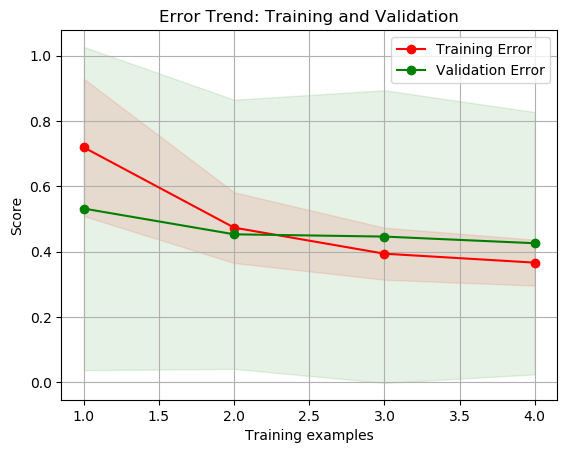 Error Trend: Training and Validation
Training Error
Validation Error
Score
1.0
0.8
0.6
0.4
0.2
0.0
1.0 1.5 2.0 2.5 3.0 3.5 4.0
Training examples